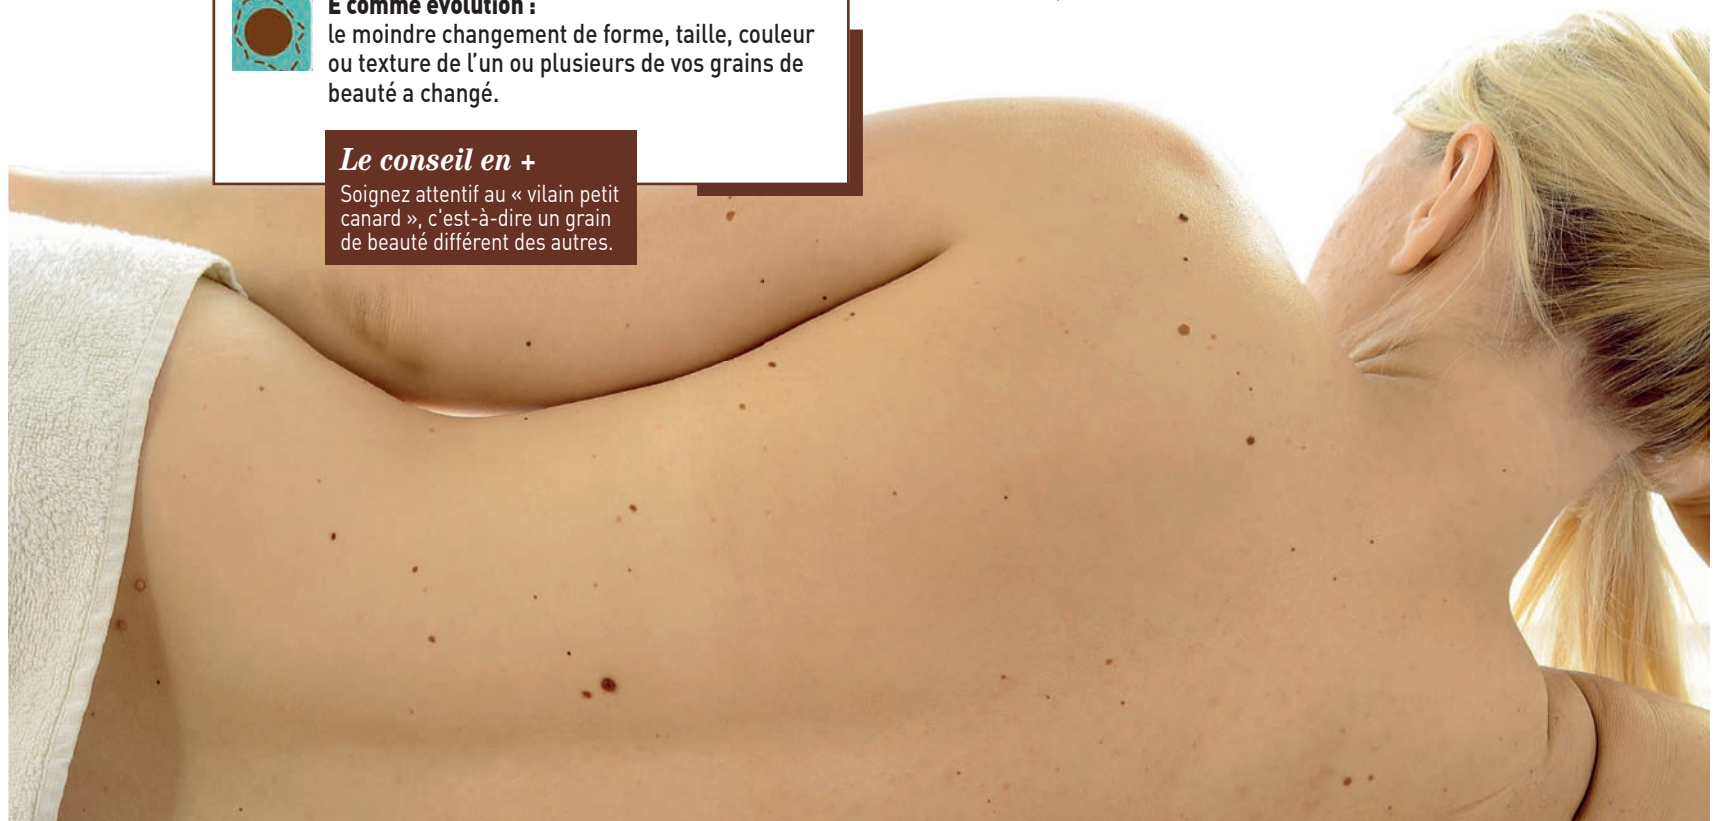 E comme évolution :
le moindre changement de forme, taille, couleur
ou texture de l'un ou plusieurs de vos grains de
beauté a changé.
Le conseil en +
Soignez attentif au « vilain petit
canard », c'est-à-dire un grain
de beauté différent des autres.